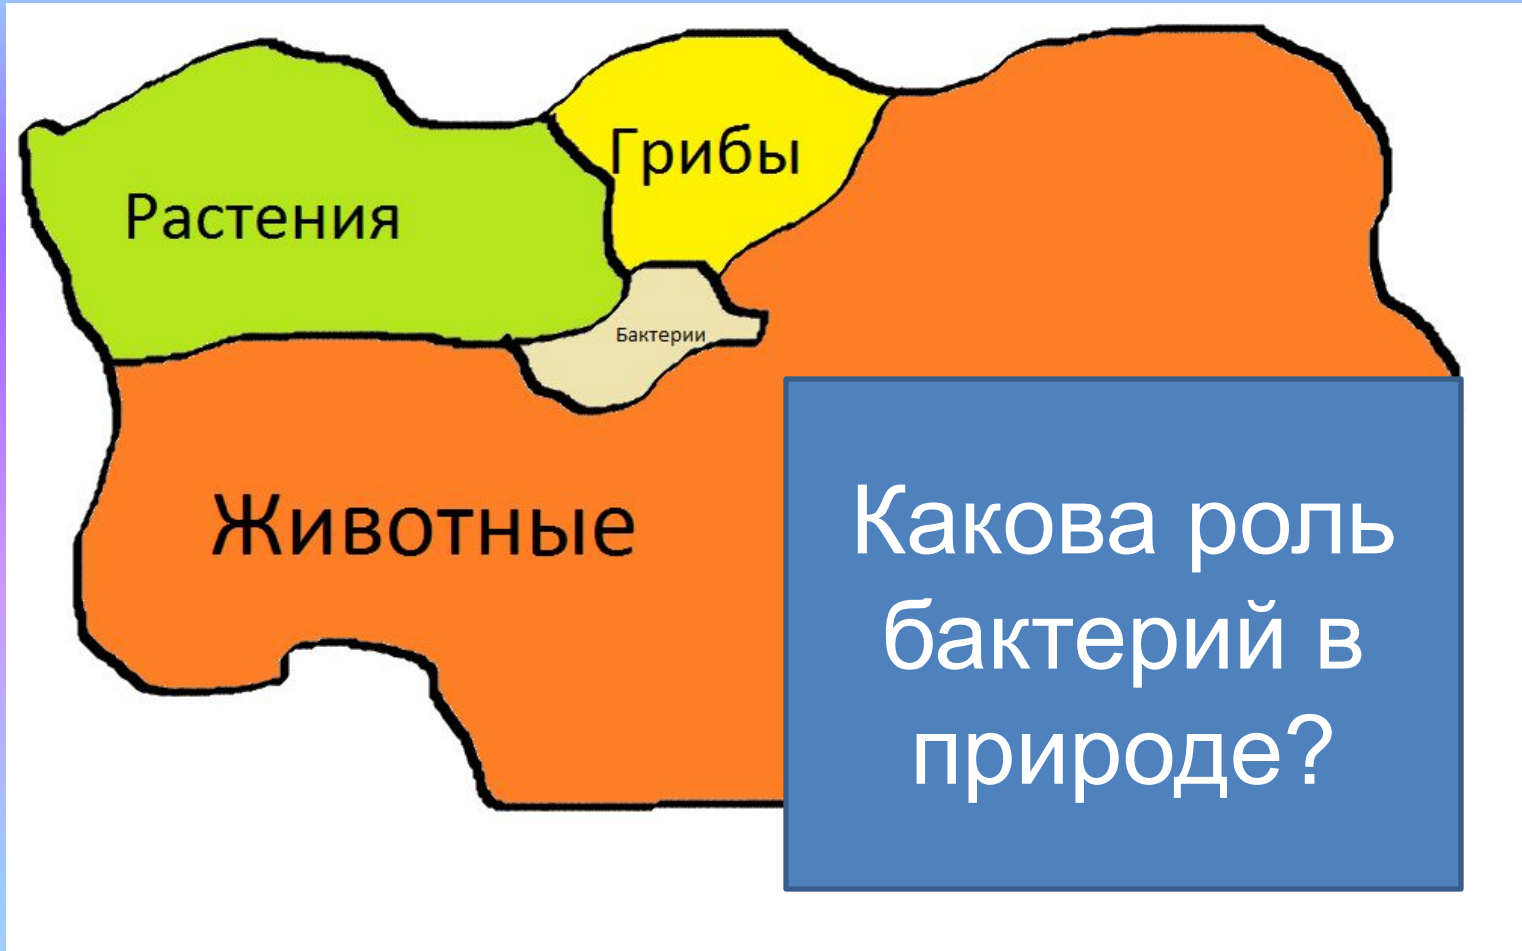 Грибы
Растения
Бактерии
Животные
Какова роль
бактерий в
природе?